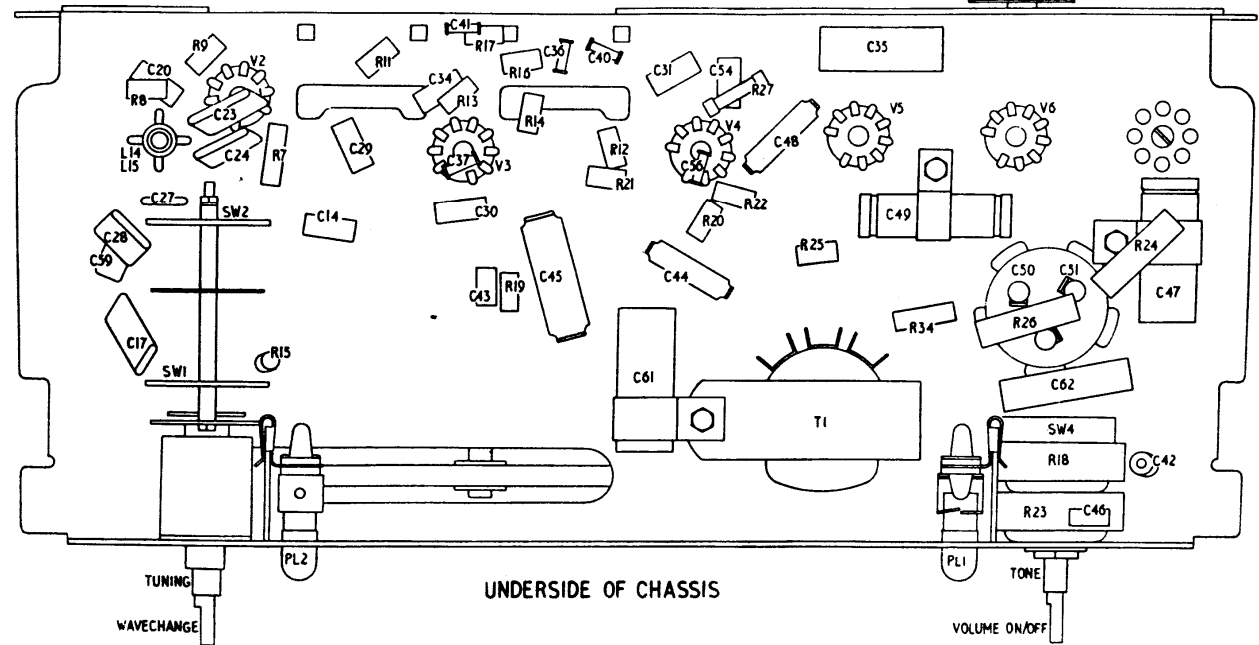 C41
R17
R9
V2
C20
R8
C23
C24
L14
L15
R7
R11
C34
R13
R16
C36
C40
R14
C29
C37
V3
R12
R21
C31
C54
R27
V4
C48
C56
C35
V5
V6
C27
SW2
C28
C59
C14
C30
R22
R20
C49
R25
C50
C51
R24
C47
C45
C43
R19
C44
R34
R26
C17
R15
SW1
C61
T1
C62
SW4
R18
C42
R23
C46
PL2
PL1
TUNING
WAVECHANGE
UNDERSIDE OF CHASSIS
TONE
VOLUME ON/OFF